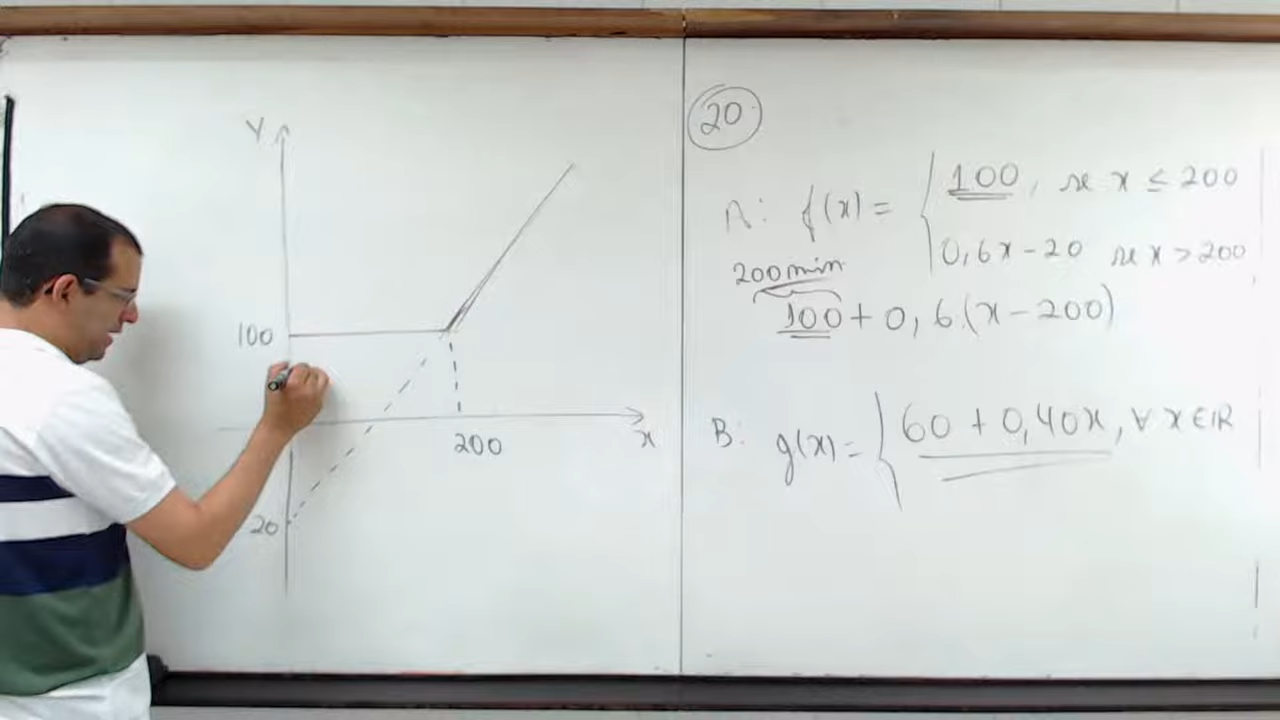 Y
100
200
x
20
20
A: f(x) = { 100, se x ≤ 200
0,6x - 20 se x > 200
200min
100 + 0,6.(x - 200)
B: g(x) = { 60 + 0,40x, ∀ x ∈ IR